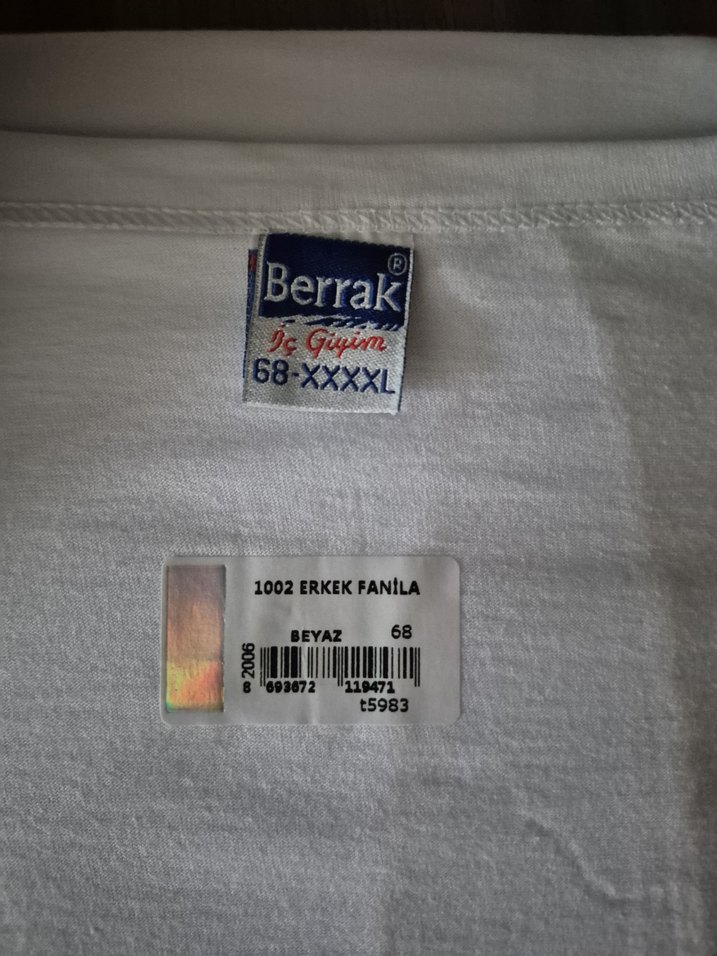 Berrak®
İç Giyim
68-XXXXL
1002 ERKEK FANİLA
BEYAZ 68
2006
8 693672 119471
t5983